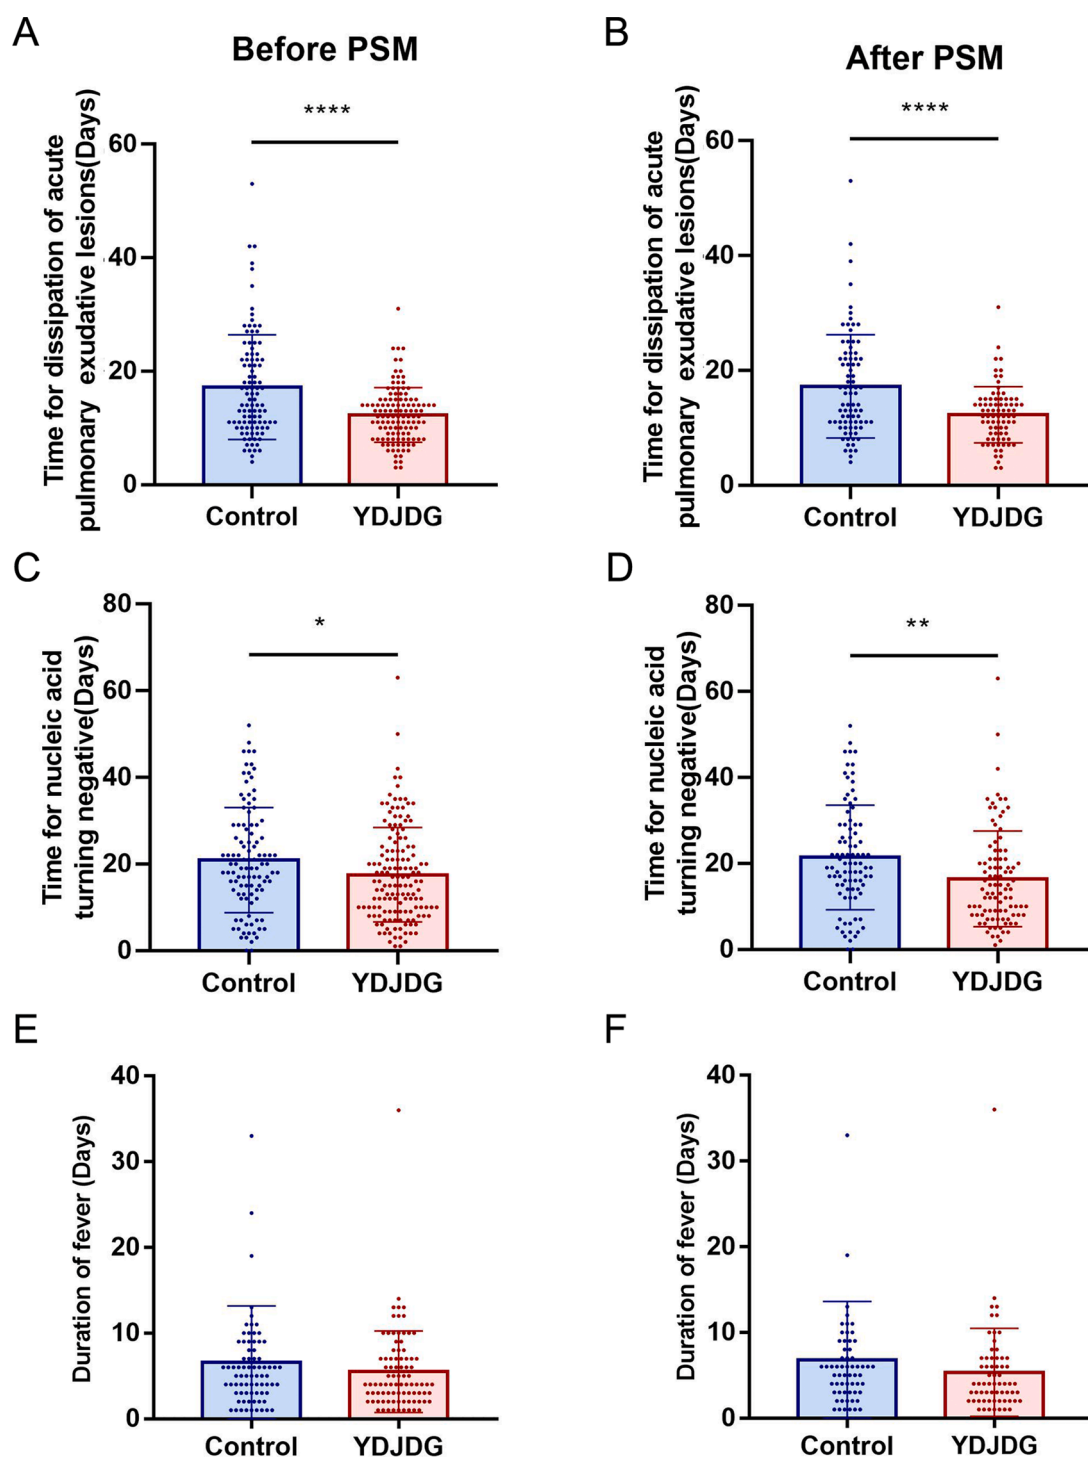 A
Before PSM
B
After PSM
Time for dissipation of acute
pulmonary exudative lesions(Days)
****
60
40
20
0
Control
YDJDG
Time for dissipation of acute
pulmonary exudative lesions(Days)
****
60
40
20
0
Control
YDJDG
C
Time for nucleic acid
turning negative(Days)
*
80
60
40
20
0
Control
YDJDG
D
Time for nucleic acid
turning negative(Days)
**
80
60
40
20
0
Control
YDJDG
E
Duration of fever (Days)
40
30
20
10
0
Control
YDJDG
F
Duration of fever (Days)
40
30
20
10
0
Control
YDJDG